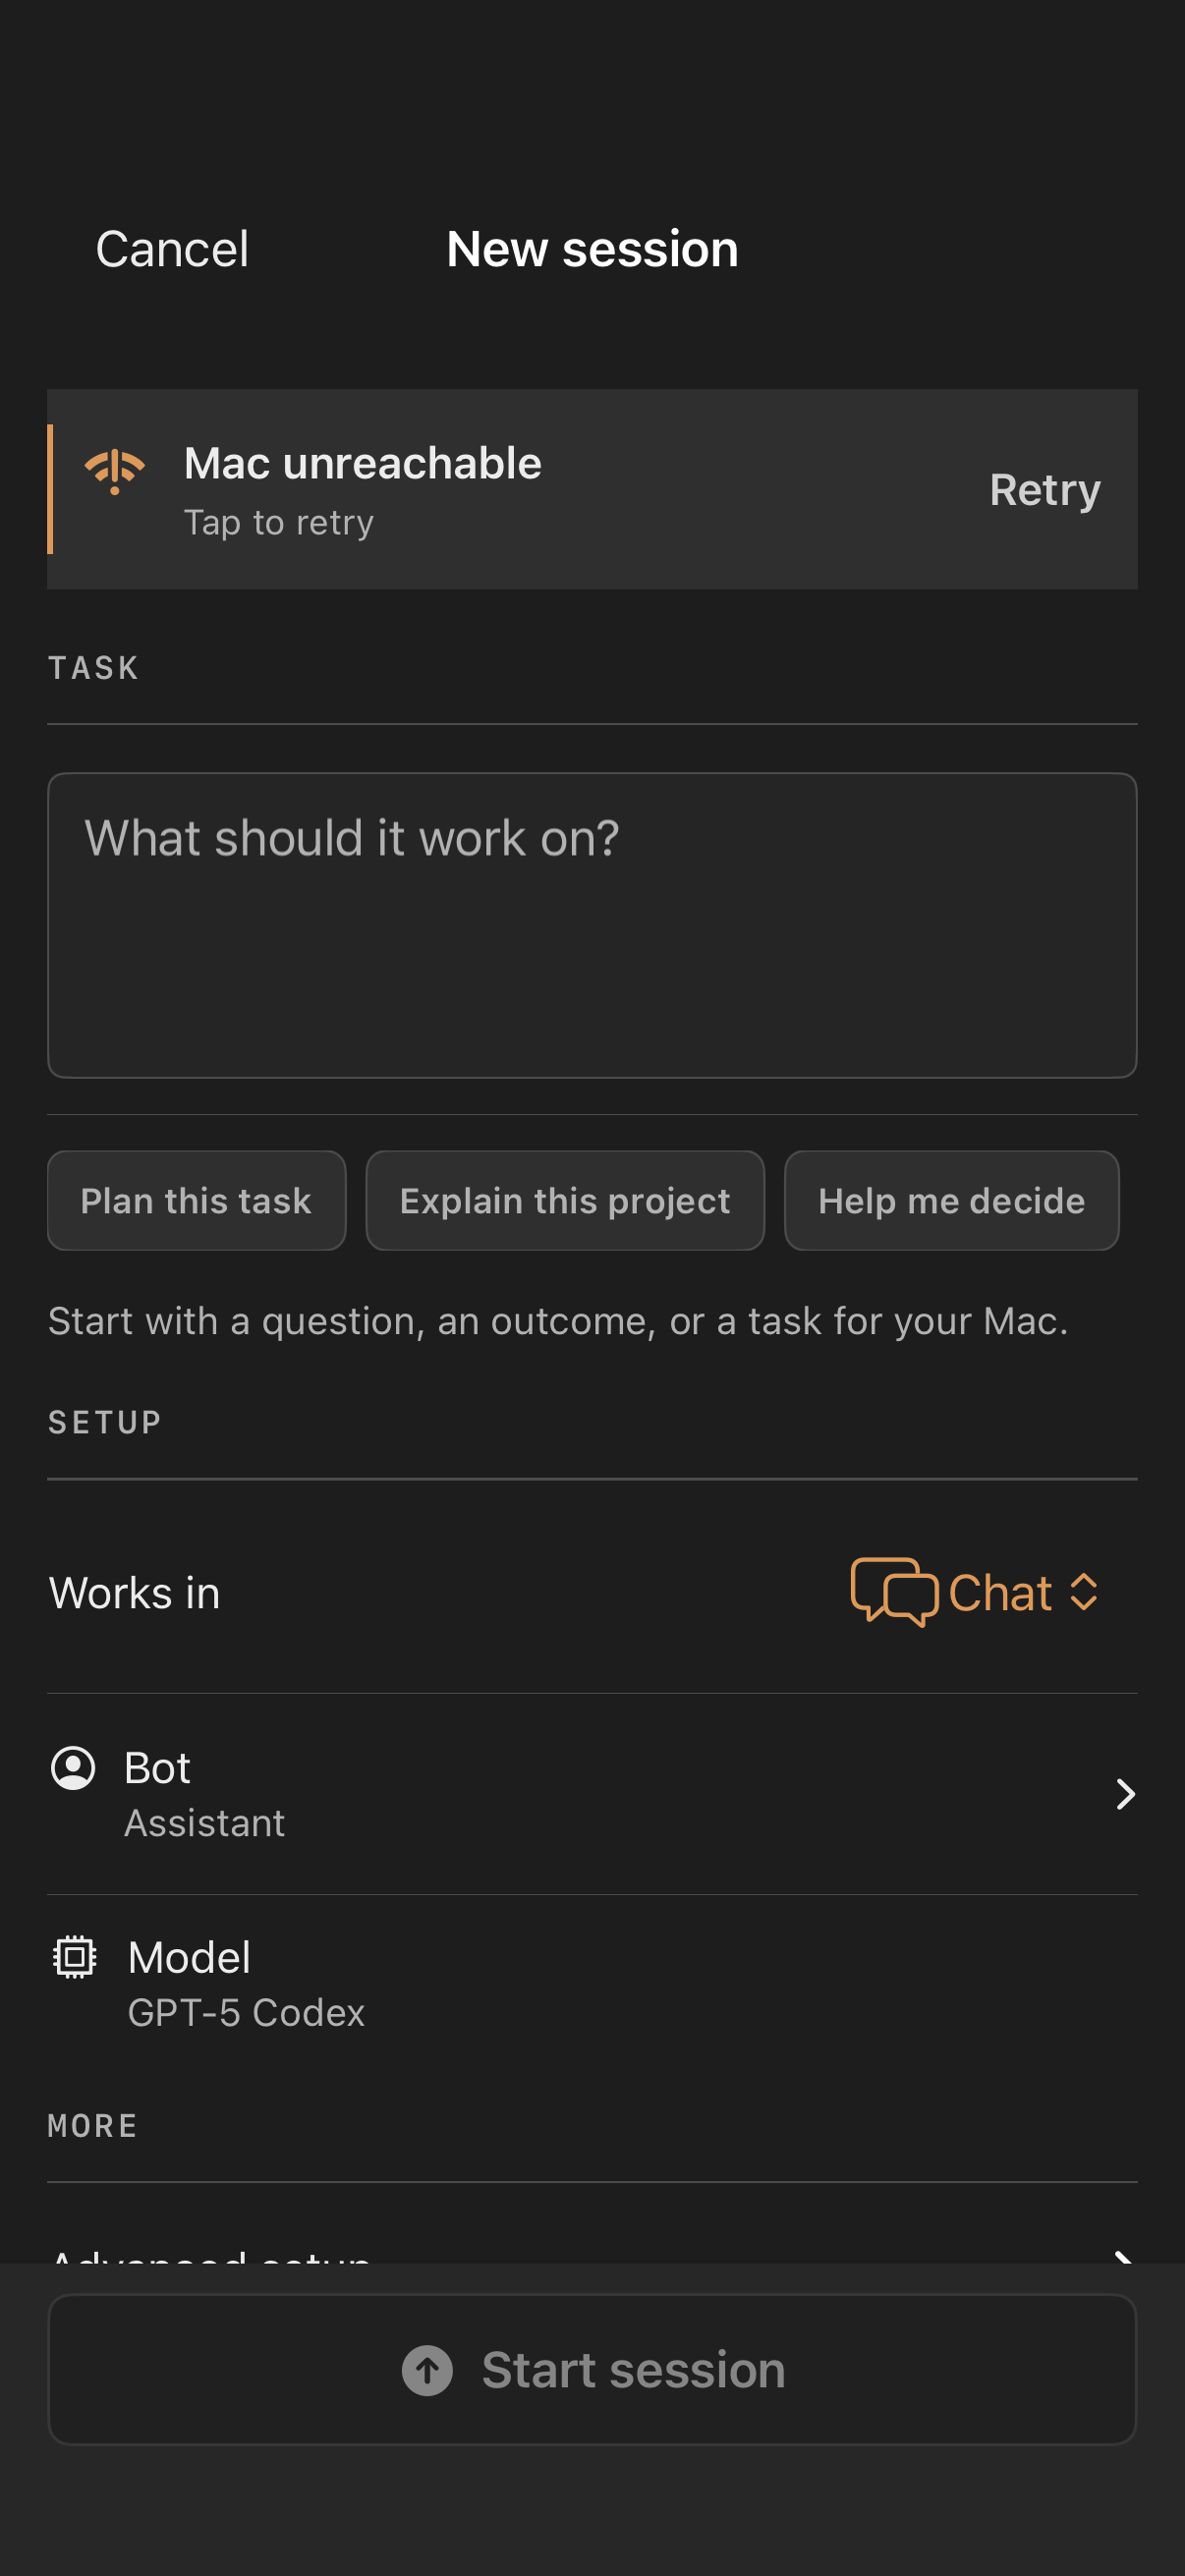 Cancel
New session
Mac unreachable
Tap to retry
Retry
TASK
What should it work on?
Plan this task
Explain this project
Help me decide
Start with a question, an outcome, or a task for your Mac.
SETUP
Works in
Chat
Bot
Assistant
Model
GPT-5 Codex
MORE
Advanced setup
Start session